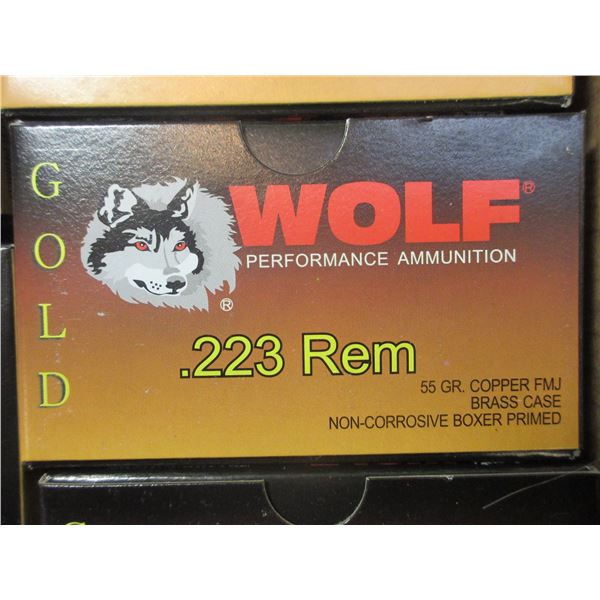 GOLD
WOLF®
PERFORMANCE AMMUNITION
®
.223 Rem
55 GR. COPPER FMJ
BRASS CASE
NON-CORROSIVE BOXER PRIMED